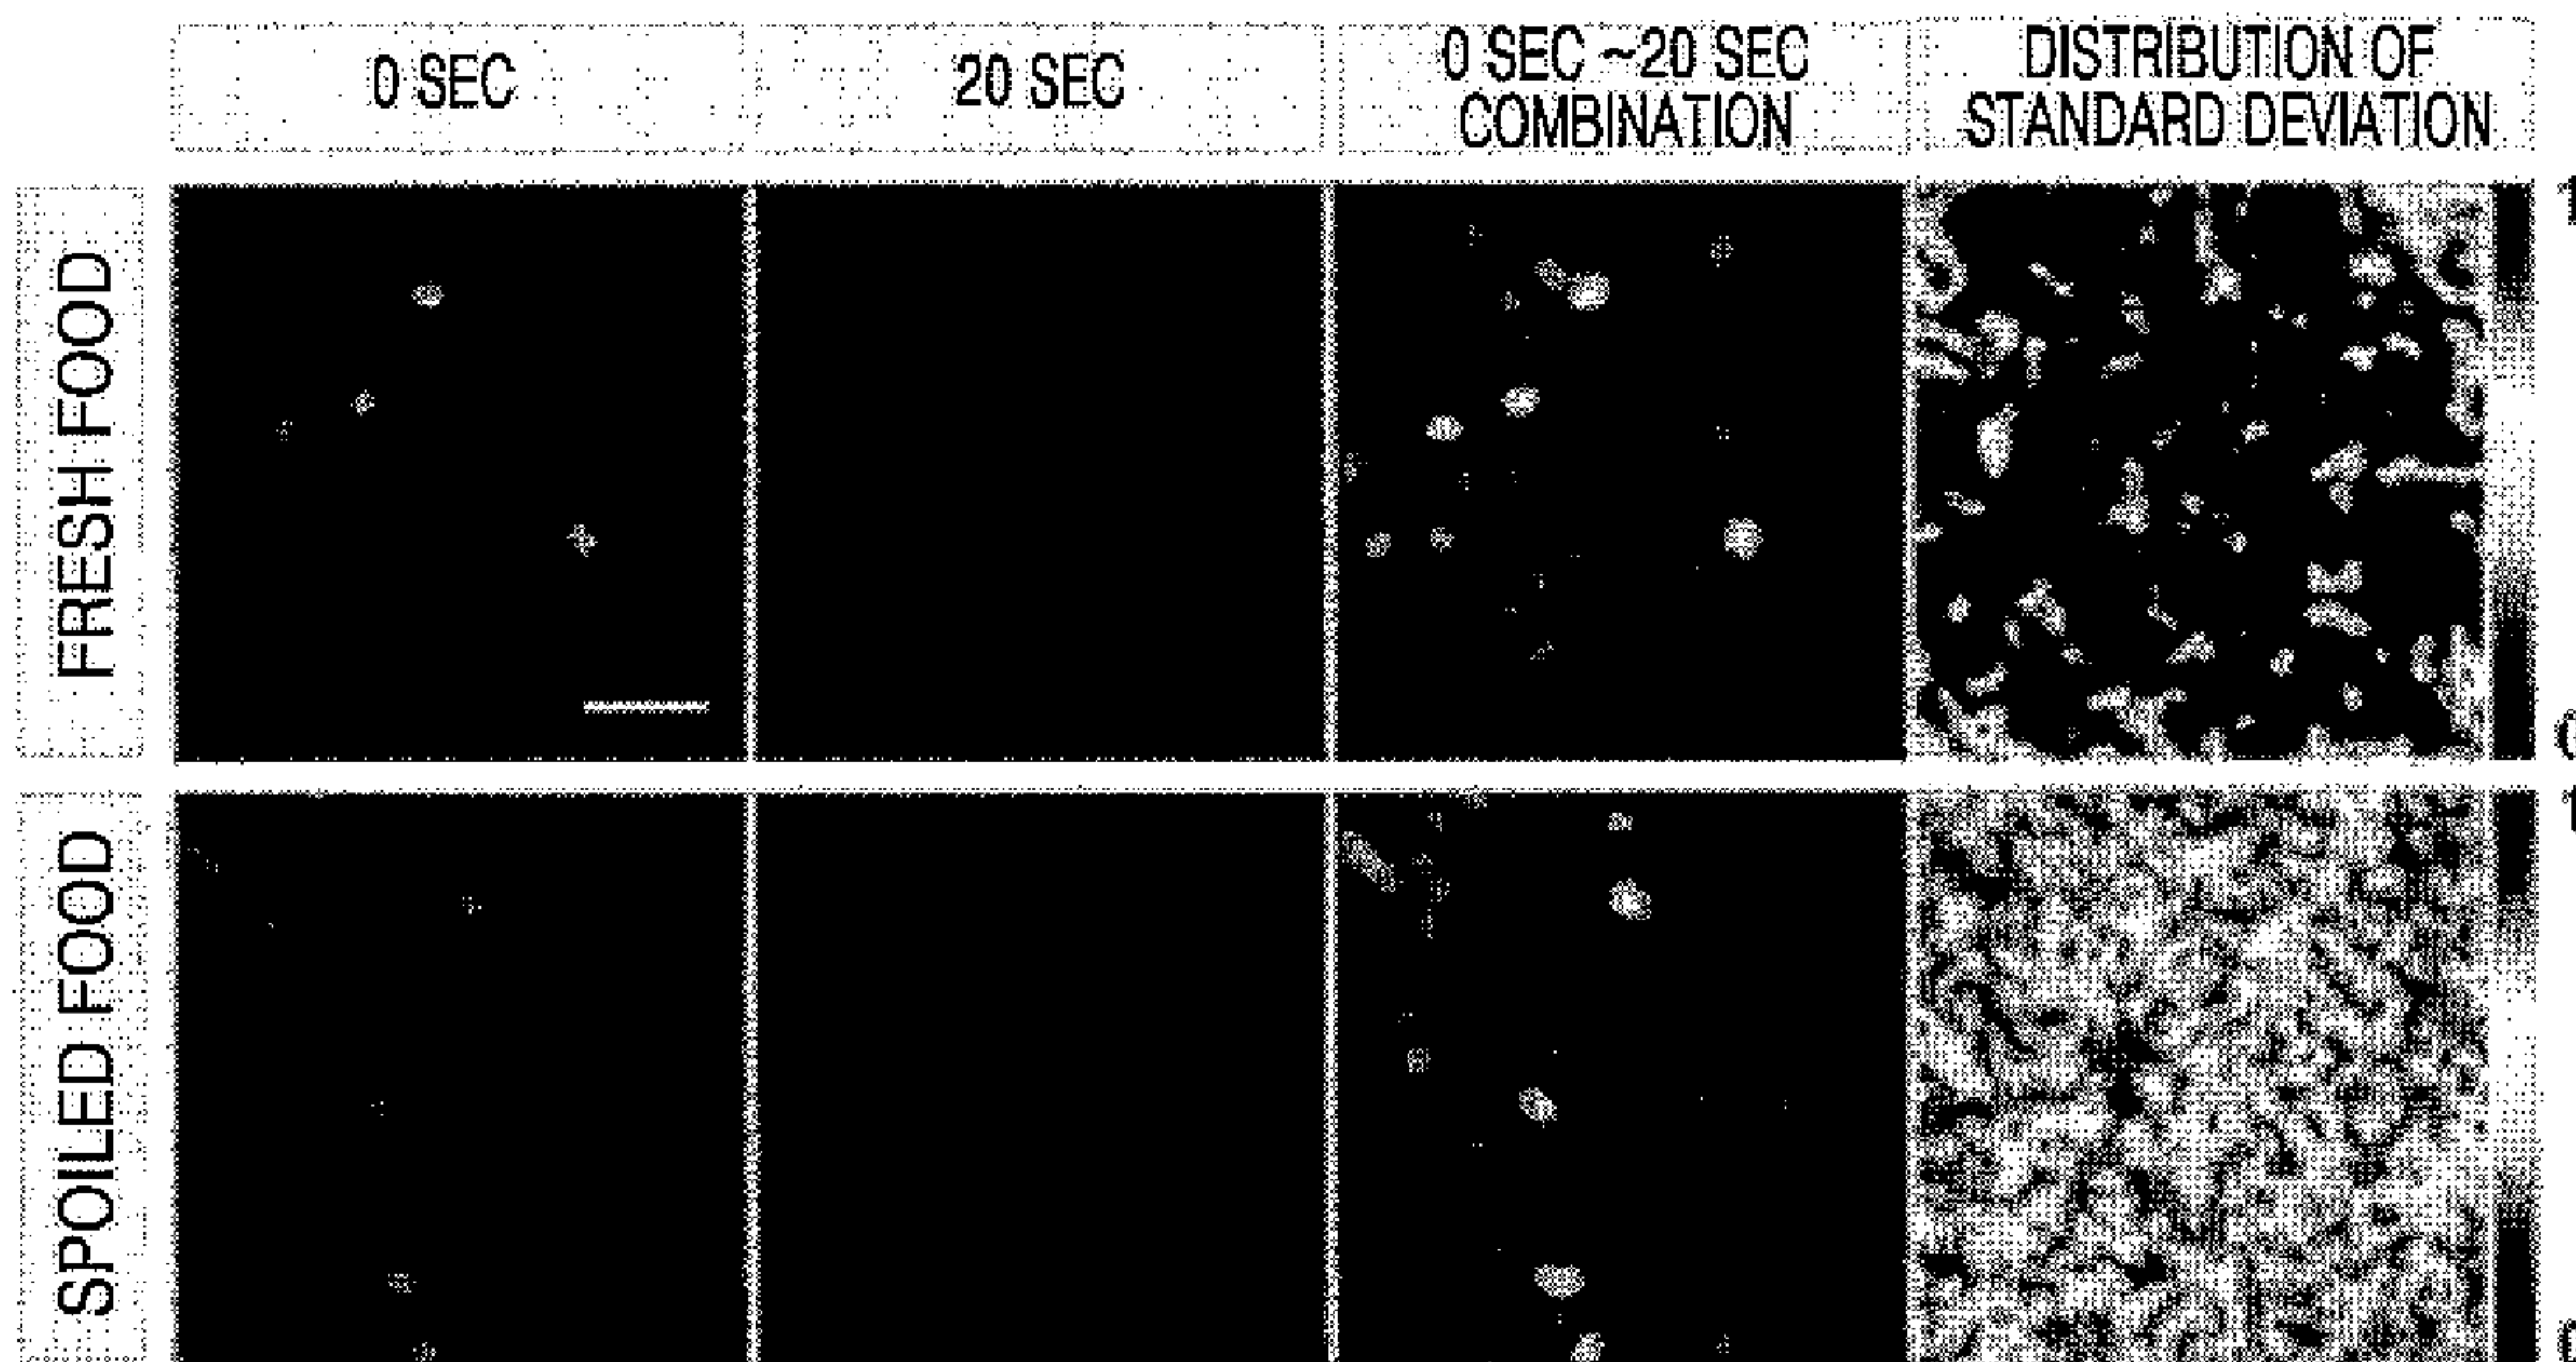 0 SEC
20 SEC
0 SEC ~20 SEC
COMBINATION
DISTRIBUTION OF
STANDARD DEVIATION
FRESH FOOD
SPOILED FOOD